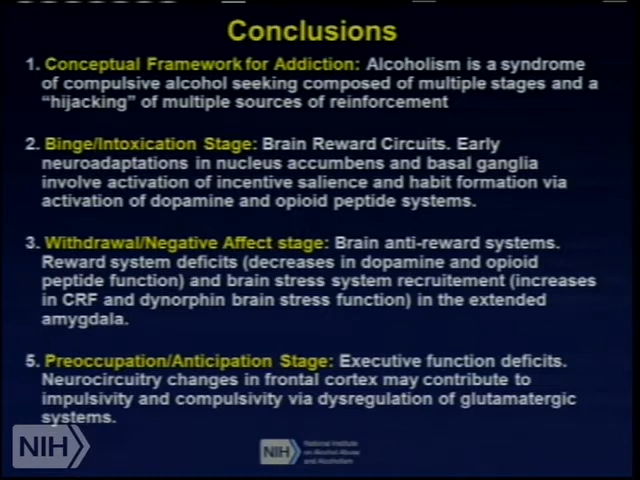 Conclusions
1. Conceptual Framework for Addiction: Alcoholism is a syndrome
of compulsive alcohol seeking composed of multiple stages and a
“hijacking” of multiple sources of reinforcement
2. Binge/Intoxication Stage: Brain Reward Circuits. Early
neuroadaptations in nucleus accumbens and basal ganglia
involve activation of incentive salience and habit formation via
activation of dopamine and opioid peptide systems.
3. Withdrawal/Negative Affect stage: Brain anti-reward systems.
Reward system deficits (decreases in dopamine and opioid
peptide function) and brain stress system recruitement (increases
in CRF and dynorphin brain stress function) in the extended
amygdala.
5. Preoccupation/Anticipation Stage: Executive function deficits.
Neurocircuitry changes in frontal cortex may contribute to
impulsivity and compulsivity via dysregulation of glutamatergic
systems.
NIH
NIH
National Institute
on Alcohol Abuse
and Alcoholism